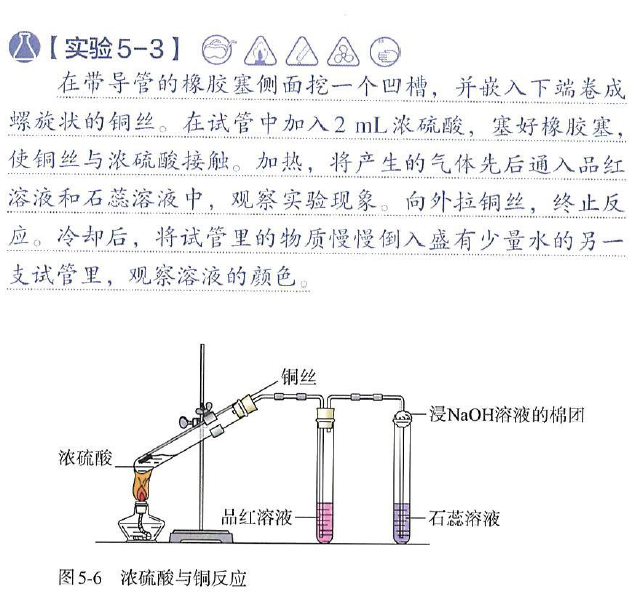 【实验5-3】
在带导管的橡胶塞侧面挖一个凹槽，并嵌入下端卷成
螺旋状的铜丝。在试管中加入2 mL浓硫酸，塞好橡胶塞，
使铜丝与浓硫酸接触。加热，将产生的气体先后通入品红
溶液和石蕊溶液中，观察实验现象。向外拉铜丝，终止反
应。冷却后，将试管里的物质慢慢倒入盛有少量水的另一
支试管里，观察溶液的颜色。
铜丝
浸NaOH溶液的棉团
浓硫酸
品红溶液
石蕊溶液
图5-6 浓硫酸与铜反应